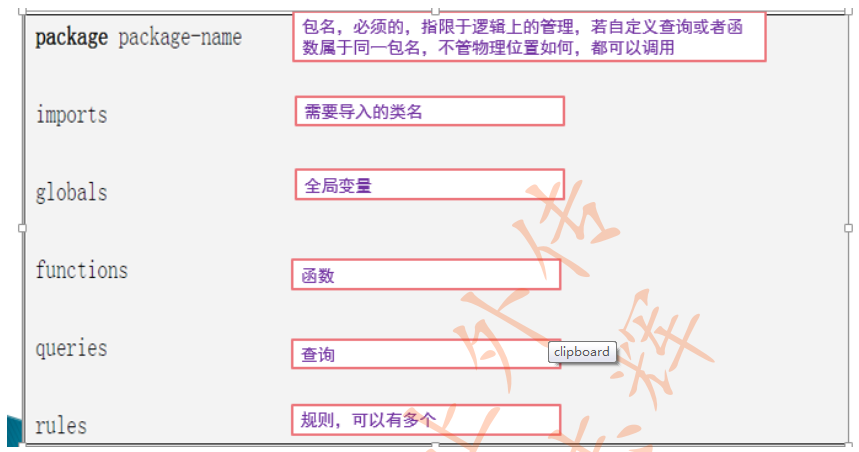 package package-name
包名，必须的，指限于逻辑上的管理，若自定义查询或者函
数属于同一包名，不管物理位置如何，都可以调用
imports
需要导入的类名
globals
全局变量
functions
函数
queries
查询
clipboard
rules
规则，可以有多个
外传
辉